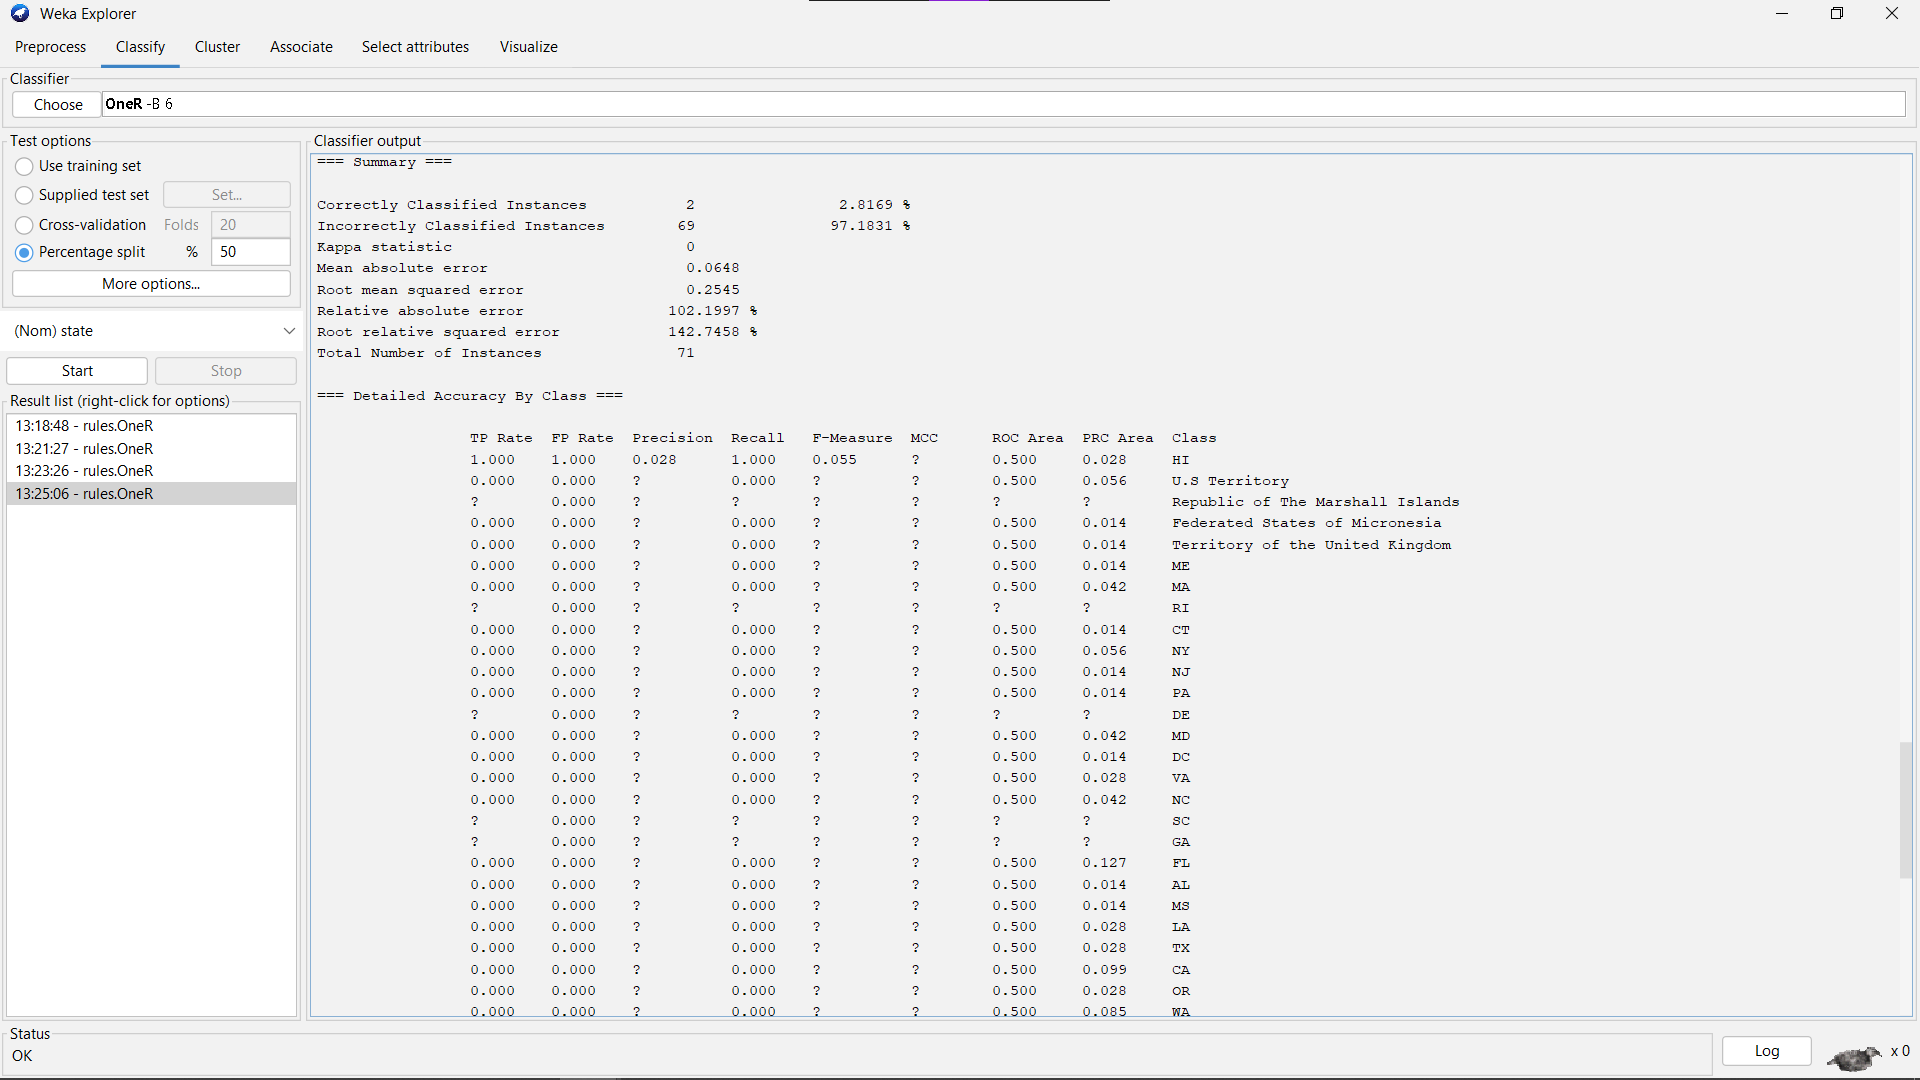 Weka Explorer
Preprocess Classify Cluster Associate Select attributes Visualize
Classifier
Choose OneR -B 6
Test options
Use training set
Supplied test set Set...
Cross-validation Folds 20
Percentage split % 50
More options...
(Nom) state
Start Stop
Result list (right-click for options)
13:18:48 - rules.OneR
13:21:27 - rules.OneR
13:23:26 - rules.OneR
13:25:06 - rules.OneR
Classifier output
=== Summary ===
Correctly Classified Instances 2 2.8169 %
Incorrectly Classified Instances 69 97.1831 %
Kappa statistic 0
Mean absolute error 0.0648
Root mean squared error 0.2545
Relative absolute error 102.1997 %
Root relative squared error 142.7458 %
Total Number of Instances 71
=== Detailed Accuracy By Class ===
TP Rate FP Rate Precision Recall F-Measure MCC ROC Area PRC Area Class
1.000 1.000 0.028 1.000 0.055 ? 0.500 0.028 HI
0.000 0.000 ? 0.000 ? ? 0.500 0.056 U.S Territory
? 0.000 ? ? ? ? ? ? Republic of The Marshall Islands
0.000 0.000 ? 0.000 ? ? 0.500 0.014 Federated States of Micronesia
0.000 0.000 ? 0.000 ? ? 0.500 0.014 Territory of the United Kingdom
0.000 0.000 ? 0.000 ? ? 0.500 0.014 ME
0.000 0.000 ? 0.000 ? ? 0.500 0.042 MA
? 0.000 ? ? ? ? ? ? RI
0.000 0.000 ? 0.000 ? ? 0.500 0.014 CT
0.000 0.000 ? 0.000 ? ? 0.500 0.056 NY
0.000 0.000 ? 0.000 ? ? 0.500 0.014 NJ
0.000 0.000 ? 0.000 ? ? 0.500 0.014 PA
? 0.000 ? ? ? ? ? ? DE
0.000 0.000 ? 0.000 ? ? 0.500 0.042 MD
0.000 0.000 ? 0.000 ? ? 0.500 0.014 DC
0.000 0.000 ? 0.000 ? ? 0.500 0.028 VA
0.000 0.000 ? 0.000 ? ? 0.500 0.042 NC
? 0.000 ? ? ? ? ? ? SC
? 0.000 ? ? ? ? ? ? GA
0.000 0.000 ? 0.000 ? ? 0.500 0.127 FL
0.000 0.000 ? 0.000 ? ? 0.500 0.014 AL
0.000 0.000 ? 0.000 ? ? 0.500 0.014 MS
0.000 0.000 ? 0.000 ? ? 0.500 0.028 LA
0.000 0.000 ? 0.000 ? ? 0.500 0.028 TX
0.000 0.000 ? 0.000 ? ? 0.500 0.099 CA
0.000 0.000 ? 0.000 ? ? 0.500 0.028 OR
0.000 0.000 ? 0.000 ? ? 0.500 0.085 WA
Status
OK
Log x 0